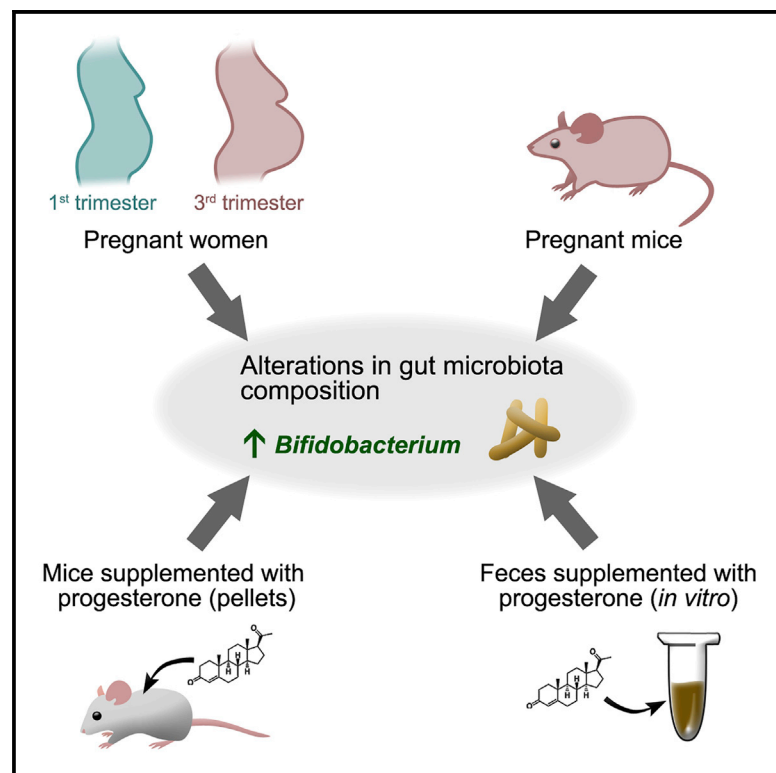 1st trimester
3rd trimester
Pregnant women
Pregnant mice
Alterations in gut microbiota
composition
↑ Bifidobacterium
Mice supplemented with
progesterone (pellets)
Feces supplemented with
progesterone (in vitro)
O
H
H
H
O
O
H
H
H
O